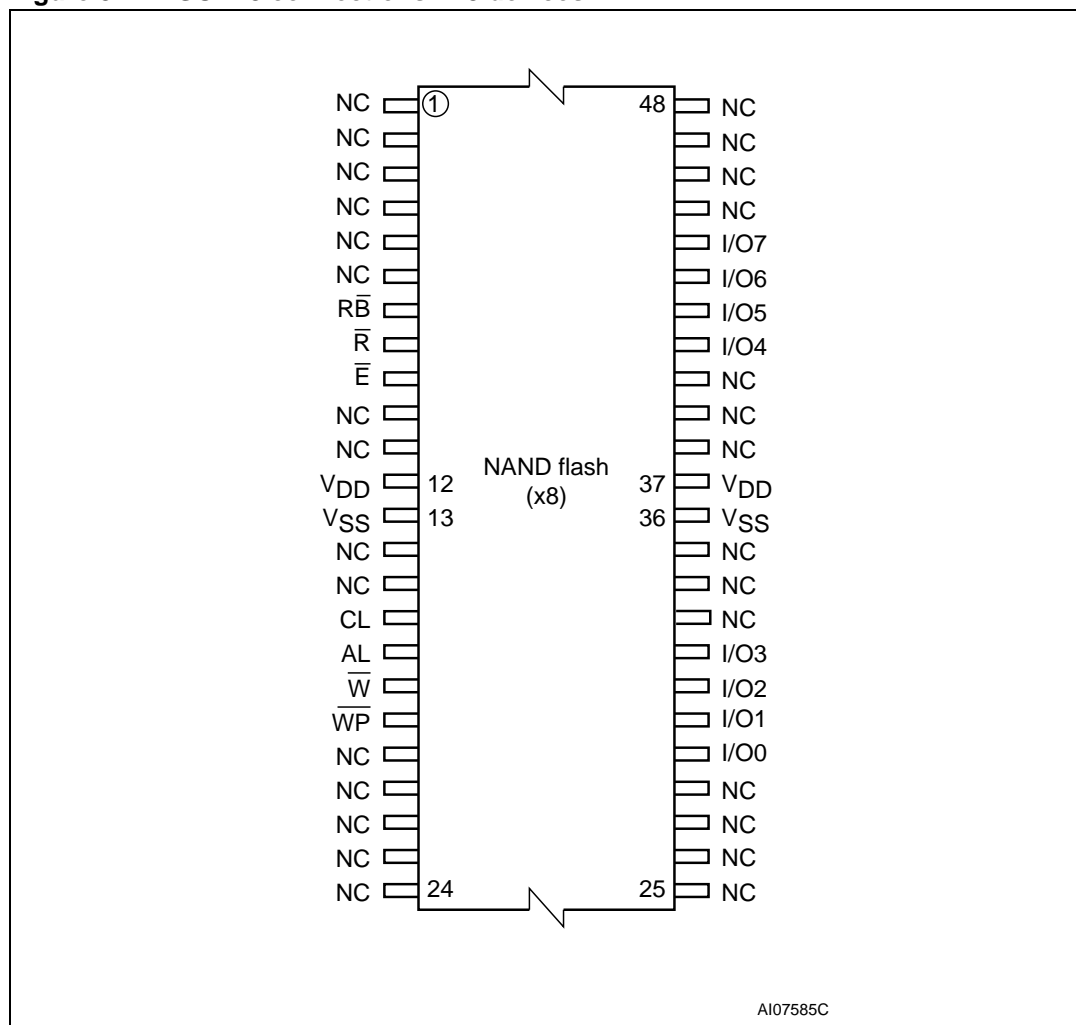 NC 1 48 NC
NC NC
NC NC
NC NC
NC I/O7
NC I/O6
RB̅ I/O5
R̅ I/O4
E̅ NC
NC NC
NC NC
NAND flash
(x8)
VDD 12 37 VDD
VSS 13 36 VSS
NC NC
NC NC
CL NC
AL I/O3
W̅ I/O2
W̅P̅ I/O1
NC I/O0
NC NC
NC NC
NC NC
NC 24 25 NC
AI07585C